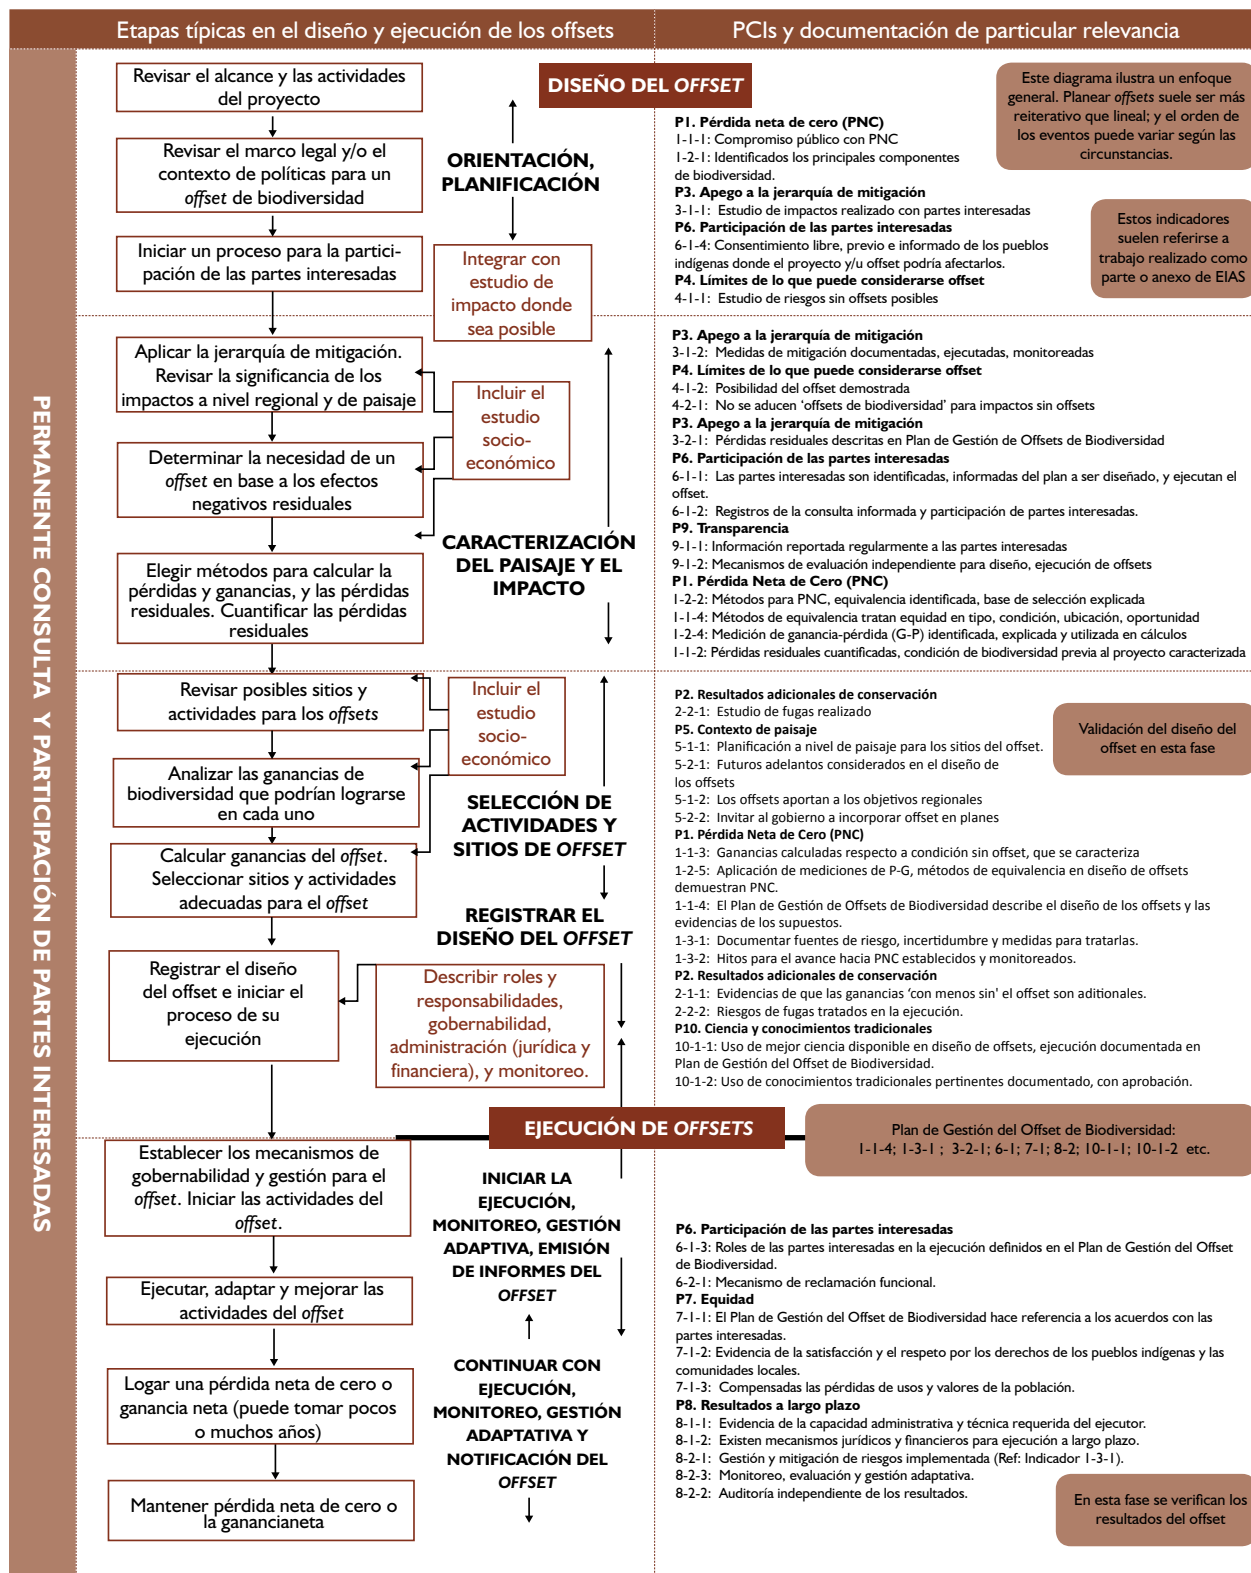 Etapas típicas en el diseño y ejecución de los offsets
PCIs y documentación de particular relevancia
PERMANENTE CONSULTA Y PARTICIPACIÓN DE PARTES INTERESADAS
Revisar el alcance y las actividades
del proyecto
Revisar el marco legal y/o el
contexto de políticas para un
offset de biodiversidad
Iniciar un proceso para la partici-
pación de las partes interesadas
DISEÑO DEL OFFSET
ORIENTACIÓN,
PLANIFICACIÓN
Integrar con
estudio de
impacto donde
sea posible
P1. Pérdida neta de cero (PNC)
1-1-1: Compromiso público con PNC
1-2-1: Identificados los principales componentes
de biodiversidad.
P3. Apego a la jerarquía de mitigación
3-1-1: Estudio de impactos realizado con partes interesadas
P6. Participación de las partes interesadas
6-1-4: Consentimiento libre, previo e informado de los pueblos
indígenas donde el proyecto y/u offset podría afectarlos.
P4. Límites de lo que puede considerarse offset
4-1-1: Estudio de riesgos sin offsets posibles
Este diagrama ilustra un enfoque
general. Planear offsets suele ser más
reiterativo que lineal; y el orden de
los eventos puede variar según las
circunstancias.
Estos indicadores
suelen referirse a
trabajo realizado como
parte o anexo de EIAS
Aplicar la jerarquía de mitigación.
Revisar la significancia de los
impactos a nivel regional y de paisaje
Determinar la necesidad de un
offset en base a los efectos
negativos residuales
Elegir métodos para calcular la
pérdidas y ganancias, y las pérdidas
residuales. Cuantificar las pérdidas
residuales
Incluir el
estudio
socio-
económico
CARACTERIZACIÓN
DEL PAISAJE Y EL
IMPACTO
P3. Apego a la jerarquía de mitigación
3-1-2: Medidas de mitigación documentadas, ejecutadas, monitoreadas
P4. Límites de lo que puede considerarse offset
4-1-2: Posibilidad del offset demostrada
4-2-1: No se aducen ‘offsets de biodiversidad’ para impactos sin offsets
P3. Apego a la jerarquía de mitigación
3-2-1: Pérdidas residuales descritas en Plan de Gestión de Offsets de Biodiversidad
P6. Participación de las partes interesadas
6-1-1: Las partes interesadas son identificadas, informadas del plan a ser diseñado, y ejecutan el
offset.
6-1-2: Registros de la consulta informada y participación de partes interesadas.
P9. Transparencia
9-1-1: Información reportada regularmente a las partes interesadas
9-1-2: Mecanismos de evaluación independiente para diseño, ejecución de offsets
P1. Pérdida Neta de Cero (PNC)
1-2-2: Métodos para PNC, equivalencia identificada, base de selección explicada
1-1-4: Métodos de equivalencia tratan equidad en tipo, condición, ubicación, oportunidad
1-2-4: Medición de ganancia-pérdida (G-P) identificada, explicada y utilizada en cálculos
1-1-2: Pérdidas residuales cuantificadas, condición de biodiversidad previa al proyecto caracterizada
Revisar posibles sitios y
actividades para los offsets
Analizar las ganancias de
biodiversidad que podrían lograrse
en cada uno
Calcular ganancias del offset.
Seleccionar sitios y actividades
adecuadas para el offset
Registrar el diseño
del offset e iniciar el
proceso de su
ejecución
Incluir el
estudio
socio-
económico
SELECCIÓN DE
ACTIVIDADES Y
SITIOS DE OFFSET
REGISTRAR EL
DISEÑO DEL OFFSET
Describir roles y
responsabilidades,
gobernabilidad,
administración (jurídica y
financiera), y monitoreo.
P2. Resultados adicionales de conservación
2-2-1: Estudio de fugas realizado
P5. Contexto de paisaje
5-1-1: Planificación a nivel de paisaje para los sitios del offset.
5-2-1: Futuros adelantos considerados en el diseño de
los offsets
5-1-2: Los offsets aportan a los objetivos regionales
5-2-2: Invitar al gobierno a incorporar offset en planes
P1. Pérdida Neta de Cero (PNC)
1-1-3: Ganancias calculadas respecto a condición sin offset, que se caracteriza
1-2-5: Aplicación de mediciones de P-G, métodos de equivalencia en diseño de offsets
demuestran PNC.
1-1-4: El Plan de Gestión de Offsets de Biodiversidad describe el diseño de los offsets y las
evidencias de los supuestos.
1-3-1: Documentar fuentes de riesgo, incertidumbre y medidas para tratarlas.
1-3-2: Hitos para el avance hacia PNC establecidos y monitoreados.
P2. Resultados adicionales de conservación
2-1-1: Evidencias de que las ganancias ‘con menos sin' el offset son aditionales.
2-2-2: Riesgos de fugas tratados en la ejecución.
P10. Ciencia y conocimientos tradicionales
10-1-1: Uso de mejor ciencia disponible en diseño de offsets, ejecución documentada en
Plan de Gestión del Offset de Biodiversidad.
10-1-2: Uso de conocimientos tradicionales pertinentes documentado, con aprobación.
Validación del diseño del
offset en esta fase
EJECUCIÓN DE OFFSETS
Plan de Gestión del Offset de Biodiversidad:
1-1-4; 1-3-1 ; 3-2-1; 6-1; 7-1; 8-2; 10-1-1; 10-1-2 etc.
Establecer los mecanismos de
gobernabilidad y gestión para el
offset. Iniciar las actividades del
offset.
Ejecutar, adaptar y mejorar las
actividades del offset
Logar una pérdida neta de cero o
ganancia neta (puede tomar pocos
o muchos años)
Mantener pérdida neta de cero o
la ganancianeta
INICIAR LA
EJECUCIÓN,
MONITOREO, GESTIÓN
ADAPTIVA, EMISIÓN
DE INFORMES DEL
OFFSET
CONTINUAR CON
EJECUCIÓN,
MONITOREO, GESTIÓN
ADAPTATIVA Y
NOTIFICACIÓN DEL
OFFSET
P6. Participación de las partes interesadas
6-1-3: Roles de las partes interesadas en la ejecución definidos en el Plan de Gestión del Offset
de Biodiversidad.
6-2-1: Mecanismo de reclamación funcional.
P7. Equidad
7-1-1: El Plan de Gestión del Offset de Biodiversidad hace referencia a los acuerdos con las
partes interesadas.
7-1-2: Evidencia de la satisfacción y el respeto por los derechos de los pueblos indígenas y las
comunidades locales.
7-1-3: Compensadas las pérdidas de usos y valores de la población.
P8. Resultados a largo plazo
8-1-1: Evidencia de la capacidad administrativa y técnica requerida del ejecutor.
8-1-2: Existen mecanismos jurídicos y financieros para ejecución a largo plazo.
8-2-1: Gestión y mitigación de riesgos implementada (Ref: Indicador 1-3-1).
8-2-3: Monitoreo, evaluación y gestión adaptativa.
8-2-2: Auditoría independiente de los resultados.
En esta fase se verifican los
resultados del offset